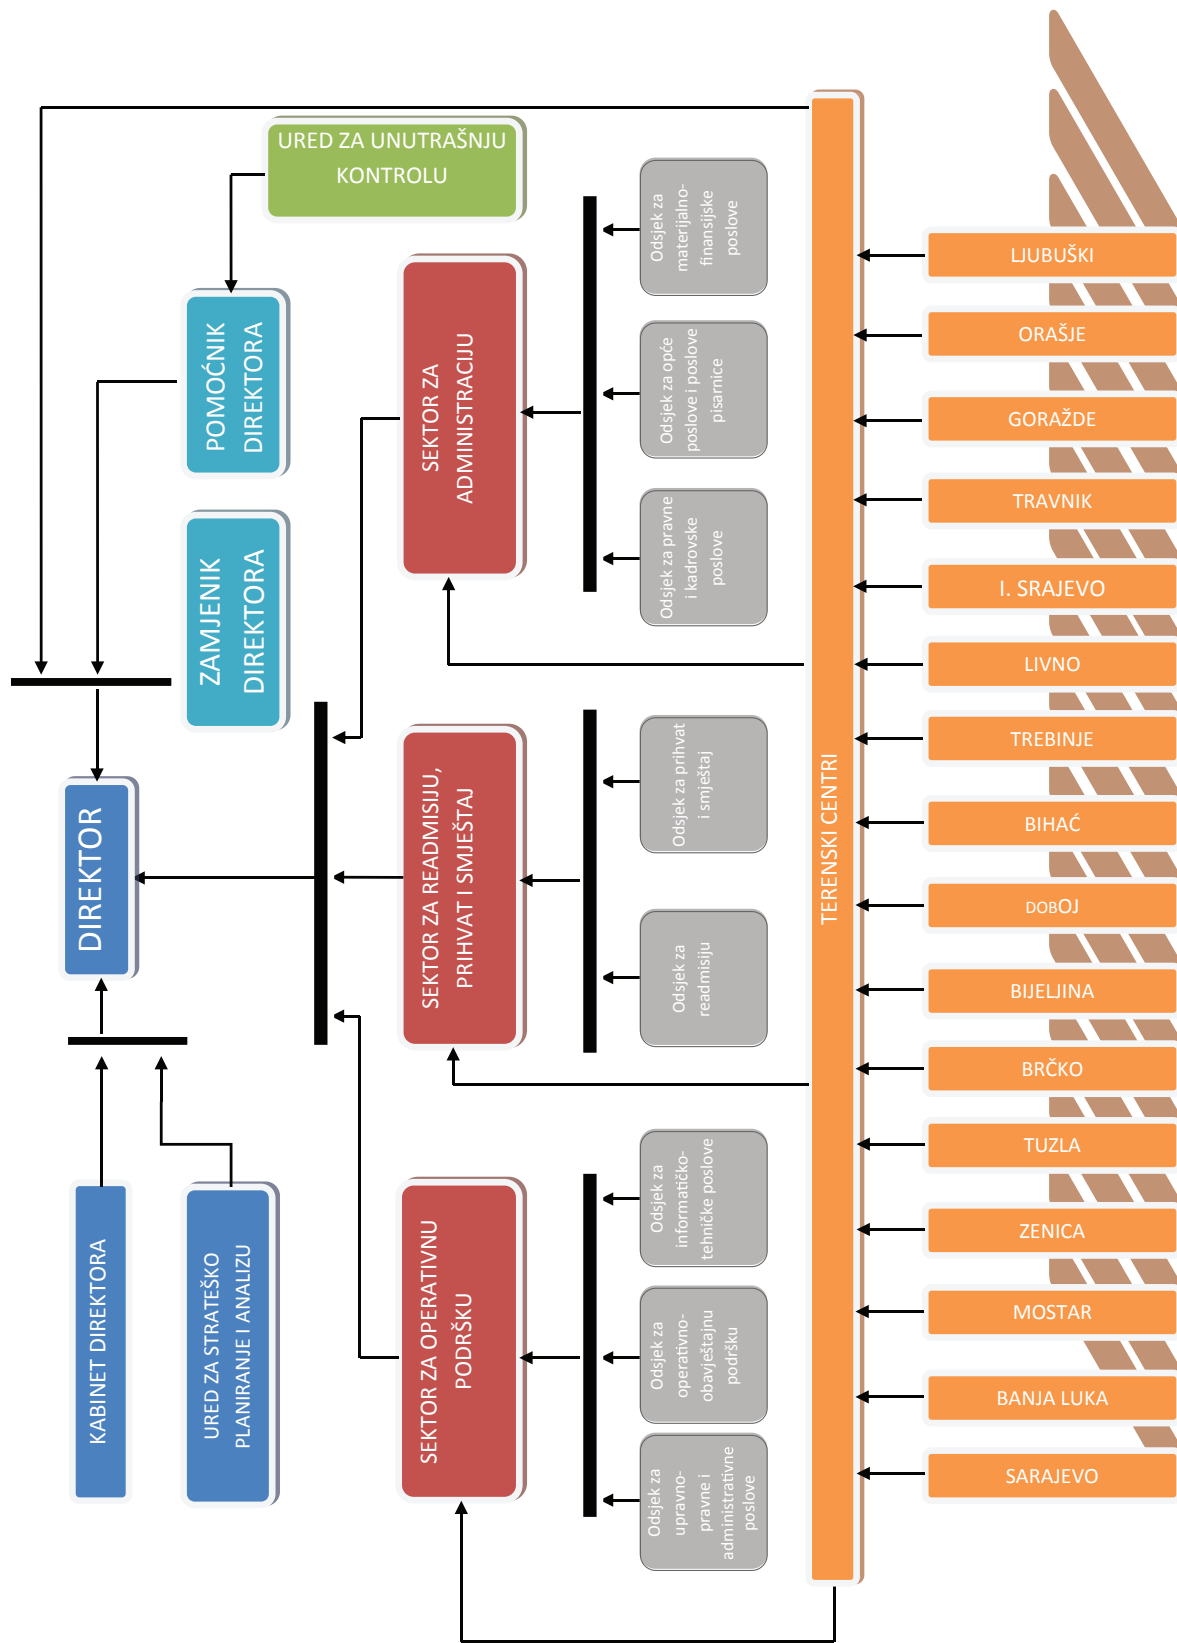 KABINET DIREKTORA
URED ZA STRATEŠKO
PLANIRANJE I ANALIZU
DIREKTOR
ZAMJENIK
DIREKTORA
POMOĆNIK
DIREKTORA
URED ZA UNUTRAŠNJU
KONTROLU
SEKTOR ZA OPERATIVNU
PODRŠKU
SEKTOR ZA READMISIJU,
PRIHVAT I SMJEŠTAJ
SEKTOR ZA
ADMINISTRACIJU
Odsjek za
upravno-
pravne i
administrativne
poslove
Odsjek za
operativno-
obavještajnu
podršku
Odsjek za
informatičko-
tehničke poslove
Odsjek za
readmisiju
Odsjek za prihvat
i smještaj
Odsjek za pravne
i kadrovske
poslove
Odsjek za opće
poslove i poslove
pisarnice
Odsjek za
materijalno-
finansijske
poslove
TERENSKI CENTRI
LJUBUŠKI
ORAŠJE
GORAŽDE
TRAVNIK
I. SRAJEVO
LIVNO
TREBINJE
BIHAĆ
DOBOJ
BIJELJINA
BRČKO
TUZLA
ZENICA
MOSTAR
BANJA LUKA
SARAJEVO